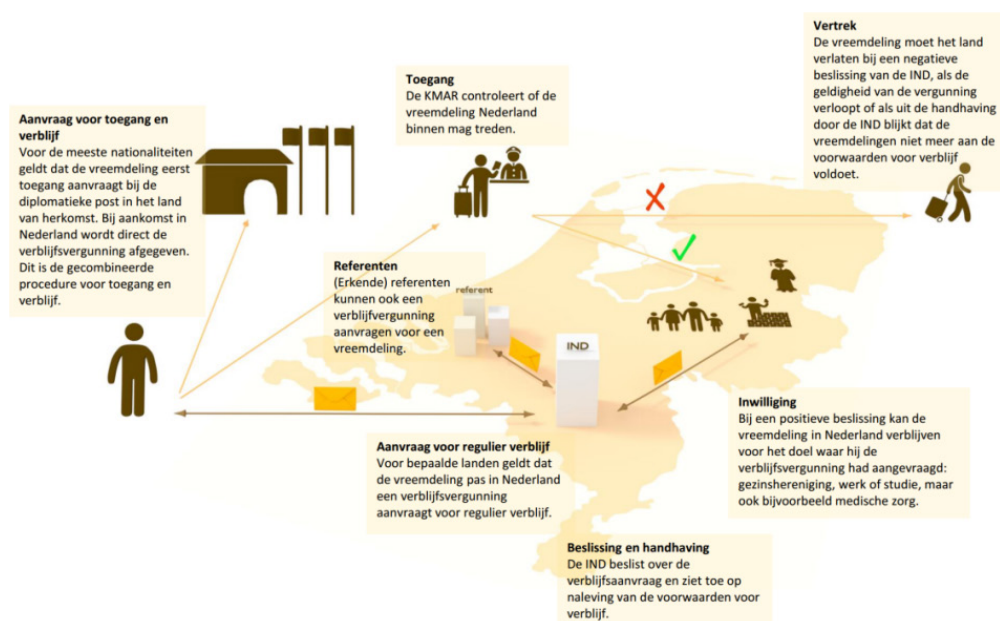 Aanvraag voor toegang en
verblijf
Voor de meeste nationaliteiten
geldt dat de vreemdeling eerst
toegang aanvraagt bij de
diplomatieke post in het land
van herkomst. Bij aankomst in
Nederland wordt direct de
verblijfsvergunning afgegeven.
Dit is de gecombineerde
procedure voor toegang en
verblijf.
Toegang
De KMAR controleert of de
vreemdeling Nederland
binnen mag treden.
Vertrek
De vreemdeling moet het land
verlaten bij een negatieve
beslissing van de IND, als de
geldigheid van de vergunning
verloopt of als uit de handhaving
door de IND blijkt dat de
vreemdelingen niet meer aan de
voorwaarden voor verblijf
voldoet.
Referenten
(Erkende) referenten
kunnen ook een
verblijfvergunning
aanvragen voor een
vreemdeling.
referent
IND
Aanvraag voor regulier verblijf
Voor bepaalde landen geldt dat
de vreemdeling pas in Nederland
een verblijfsvergunning
aanvraagt voor regulier verblijf.
Inwilliging
Bij een positieve beslissing kan de
vreemdeling in Nederland verblijven
voor het doel waar hij de
verblijfsvergunning had aangevraagd:
gezinshereniging, werk of studie, maar
ook bijvoorbeeld medische zorg.
Beslissing en handhaving
De IND beslist over de
verblijfsaanvraag en ziet toe op
naleving van de voorwaarden voor
verblijf.